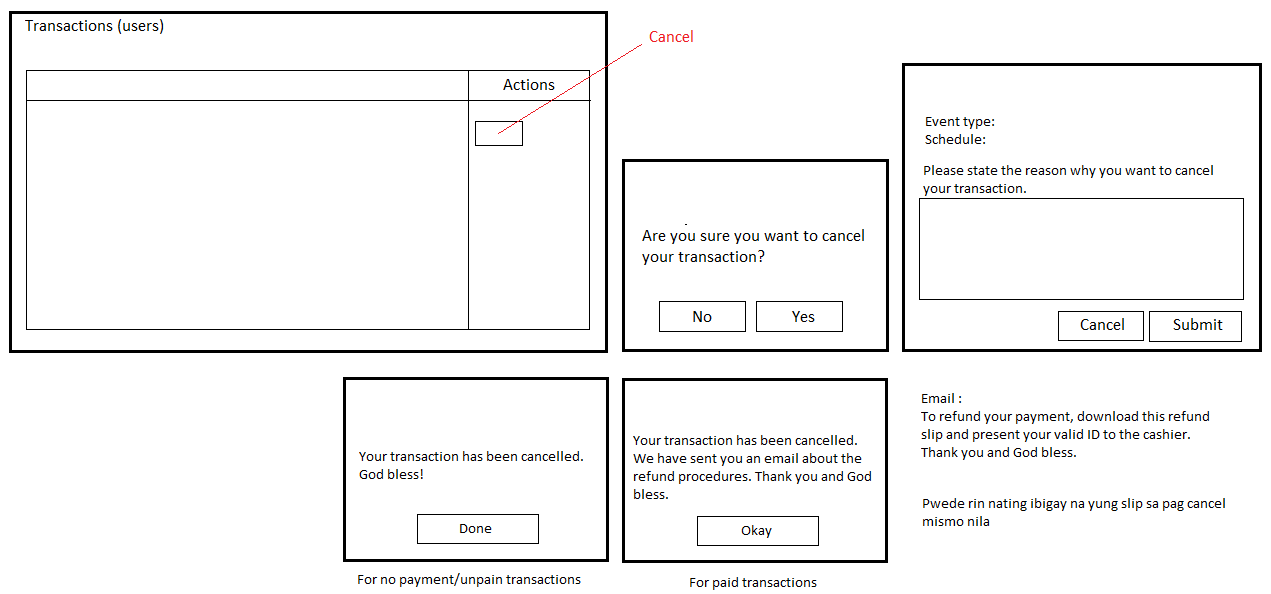 Transactions (users)
Cancel
Actions
Are you sure you want to cancel
your transaction?
No
Yes
Event type:
Schedule:
Please state the reason why you want to cancel
your transaction.
Cancel
Submit
Your transaction has been cancelled.
God bless!
Done
For no payment/unpain transactions
Your transaction has been cancelled.
We have sent you an email about the
refund procedures. Thank you and God
bless.
Okay
For paid transactions
Email :
To refund your payment, download this refund
slip and present your valid ID to the cashier.
Thank you and God bless.
Pwede rin nating ibigay na yung slip sa pag cancel
mismo nila